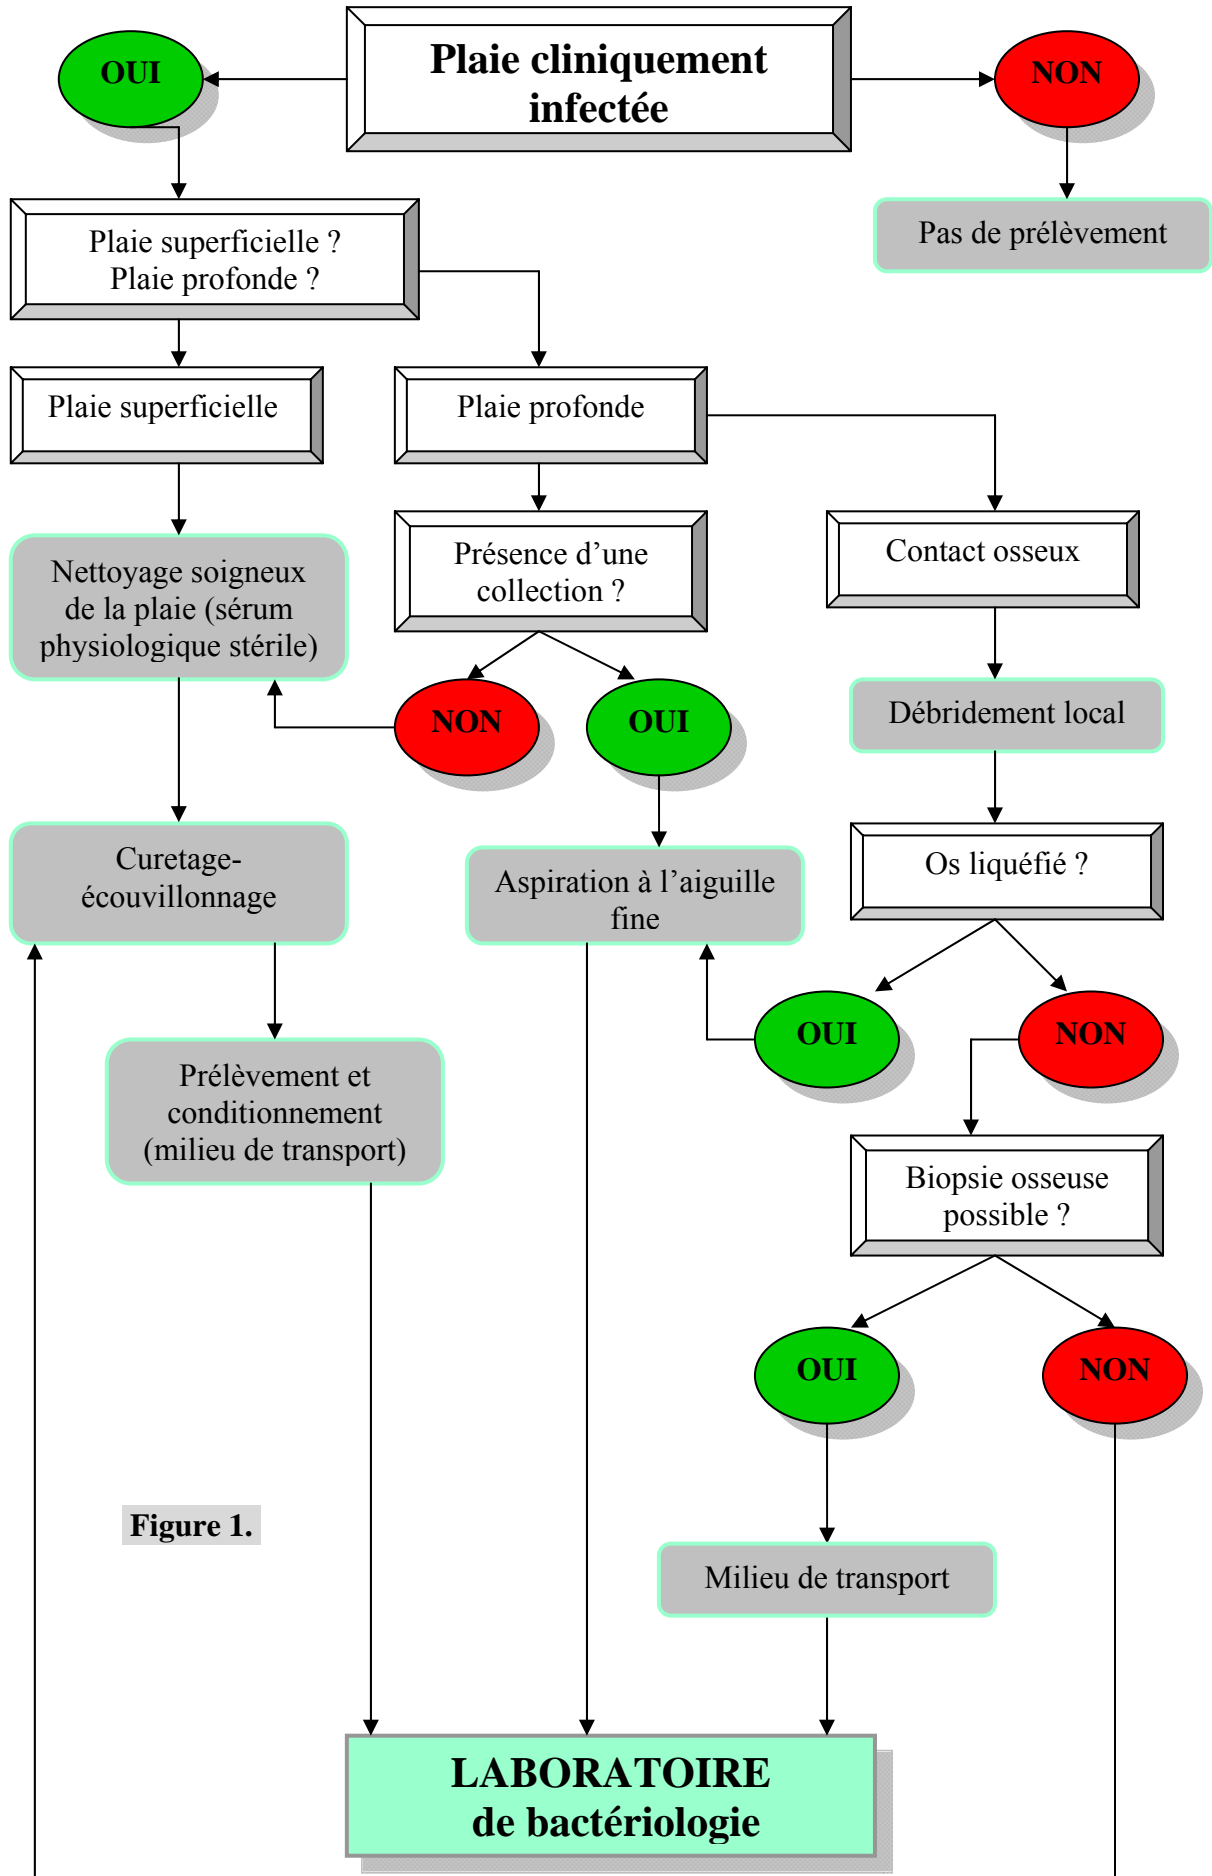 OUI
Plaie cliniquement
infectée
NON
Plaie superficielle ?
Plaie profonde ?
Pas de prélèvement
Plaie superficielle
Plaie profonde
Nettoyage soigneux
de la plaie (sérum
physiologique stérile)
Présence d’une
collection ?
Contact osseux
NON
OUI
Débridement local
Curetage-
écouvillonnage
Aspiration à l’aiguille
fine
Os liquéfié ?
OUI
NON
Prélèvement et
conditionnement
(milieu de transport)
Biopsie osseuse
possible ?
OUI
NON
Figure 1.
Milieu de transport
LABORATOIRE
de bactériologie